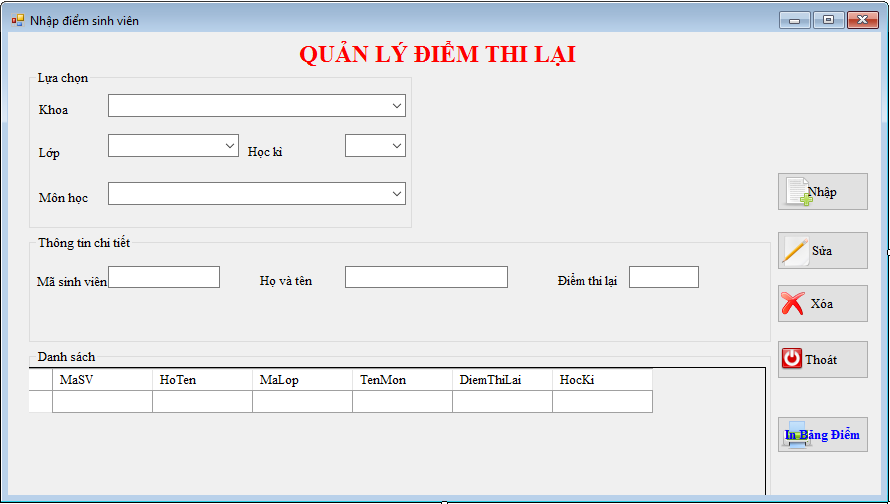 Nhập điểm sinh viên
QUẢN LÝ ĐIỂM THI LẠI
Lựa chọn
Khoa
Lớp Học kì
Môn học
Thông tin chi tiết
Mã sinh viên Họ và tên Điểm thi lại
Danh sách
MaSV HoTen MaLop TenMon DiemThiLai HocKi
Nhập
Sửa
Xóa
Thoát
In Bảng Điểm